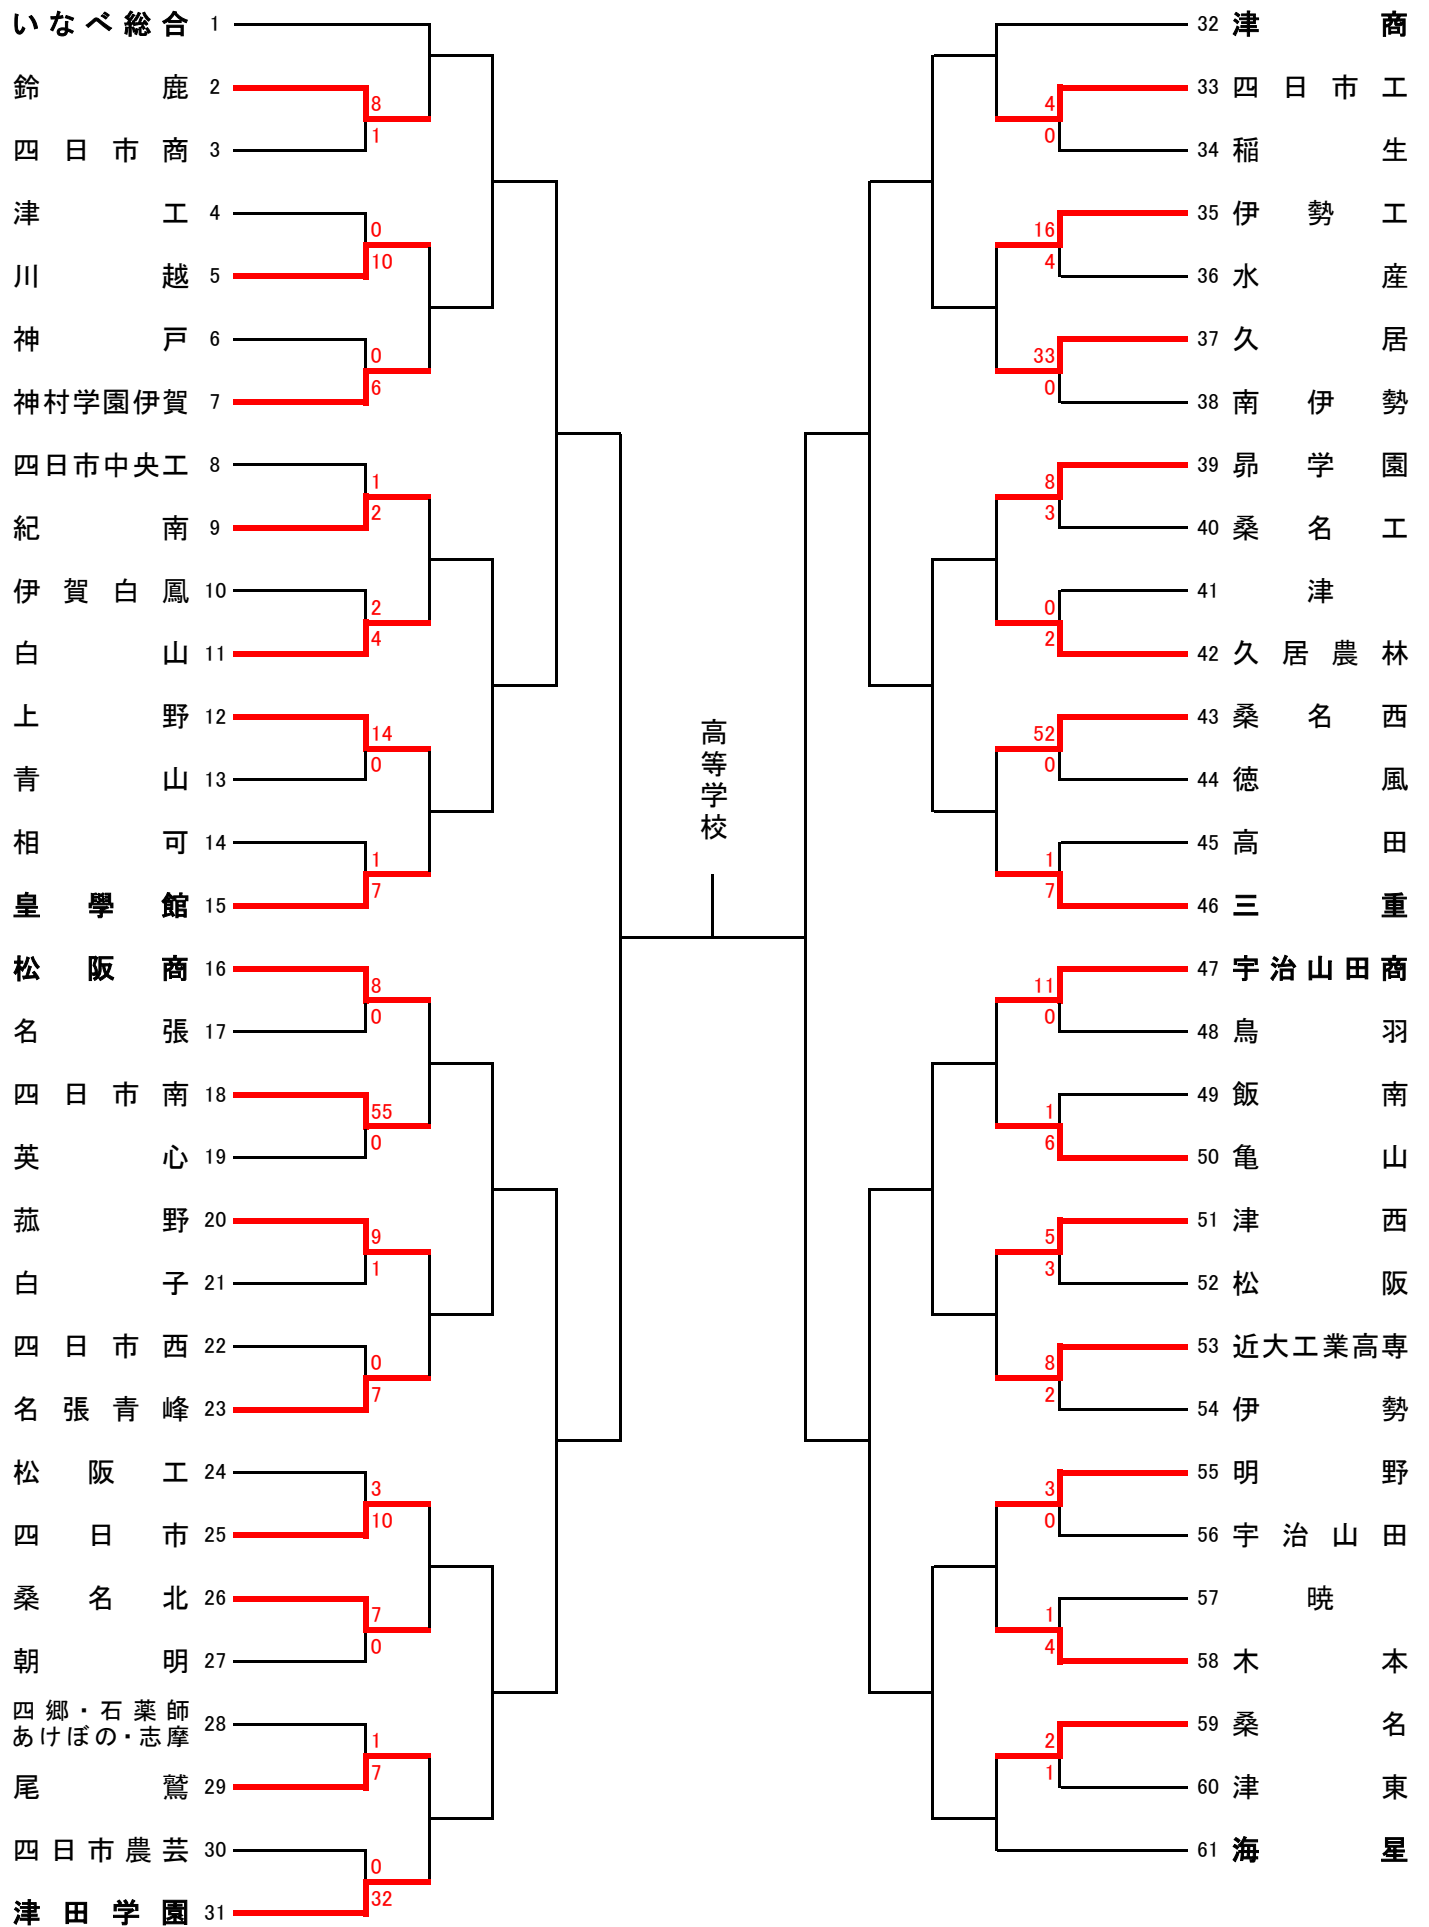 いなべ総合 1
鈴鹿 2
8
1
四日市商 3
津工 4
0
10
川越 5
神戸 6
0
6
神村学園伊賀 7
四日市中央工 8
1
2
紀南 9
伊賀白鳳 10
2
4
白山 11
上野 12
14
0
青山 13
相可 14
1
7
皇學館 15
松阪商 16
8
0
名張 17
四日市南 18
55
0
英心 19
菰野 20
9
1
白子 21
四日市西 22
0
7
名張青峰 23
松阪工 24
3
10
四日市 25
桑名北 26
7
0
朝明 27
四郷・石薬師
あけぼの・志摩 28
1
7
尾鷲 29
四日市農芸 30
0
32
津田学園 31
高等学校
32 津商
33 四日市工
4
0
34 稲生
35 伊勢工
16
4
36 水産
37 久居
33
0
38 南伊勢
39 昴学園
8
3
40 桑名工
41 津
0
2
42 久居農林
43 桑名西
52
0
44 徳風
45 高田
1
7
46 三重
47 宇治山田商
11
0
48 鳥羽
49 飯南
1
6
50 亀山
51 津西
5
3
52 松阪
53 近大工業高専
8
2
54 伊勢
55 明野
3
0
56 宇治山田
57 暁
1
4
58 木本
59 桑名
2
1
60 津東
61 海星